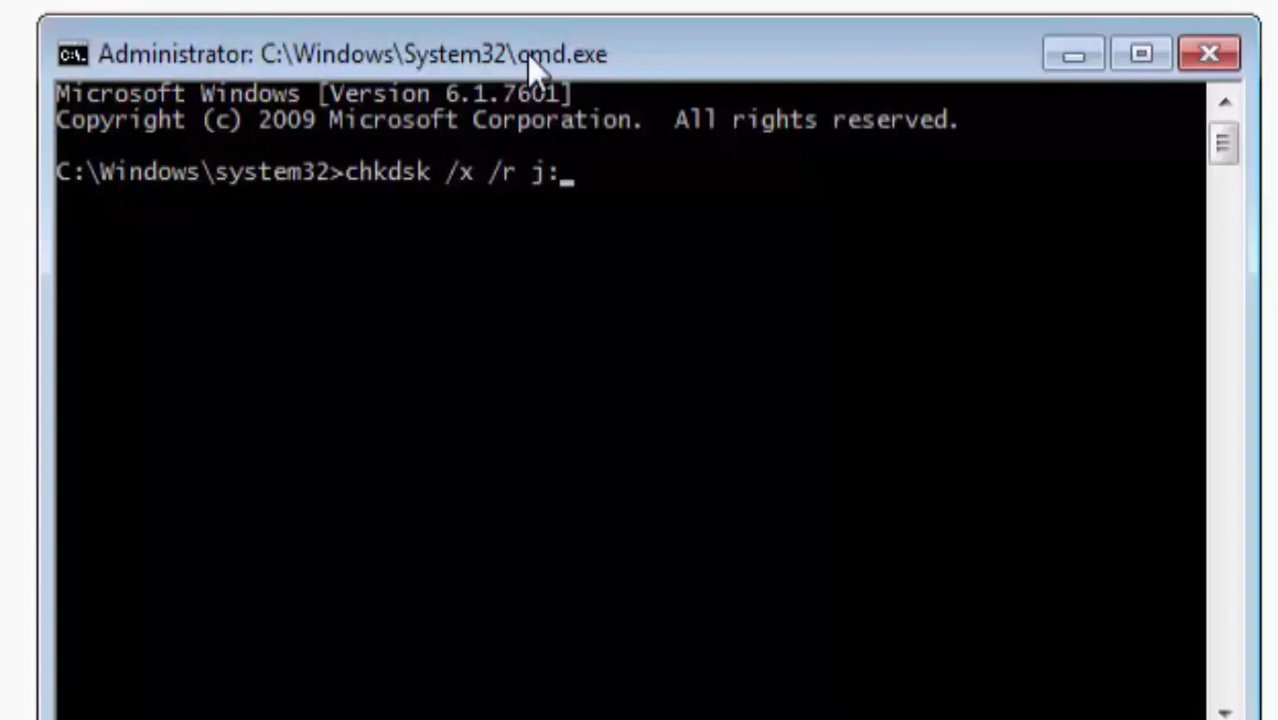 Administrator: C:\Windows\System32\cmd.exe
Microsoft Windows [Version 6.1.7601]
Copyright (c) 2009 Microsoft Corporation.  All rights reserved.
C:\Windows\system32>chkdsk /x /r j:_